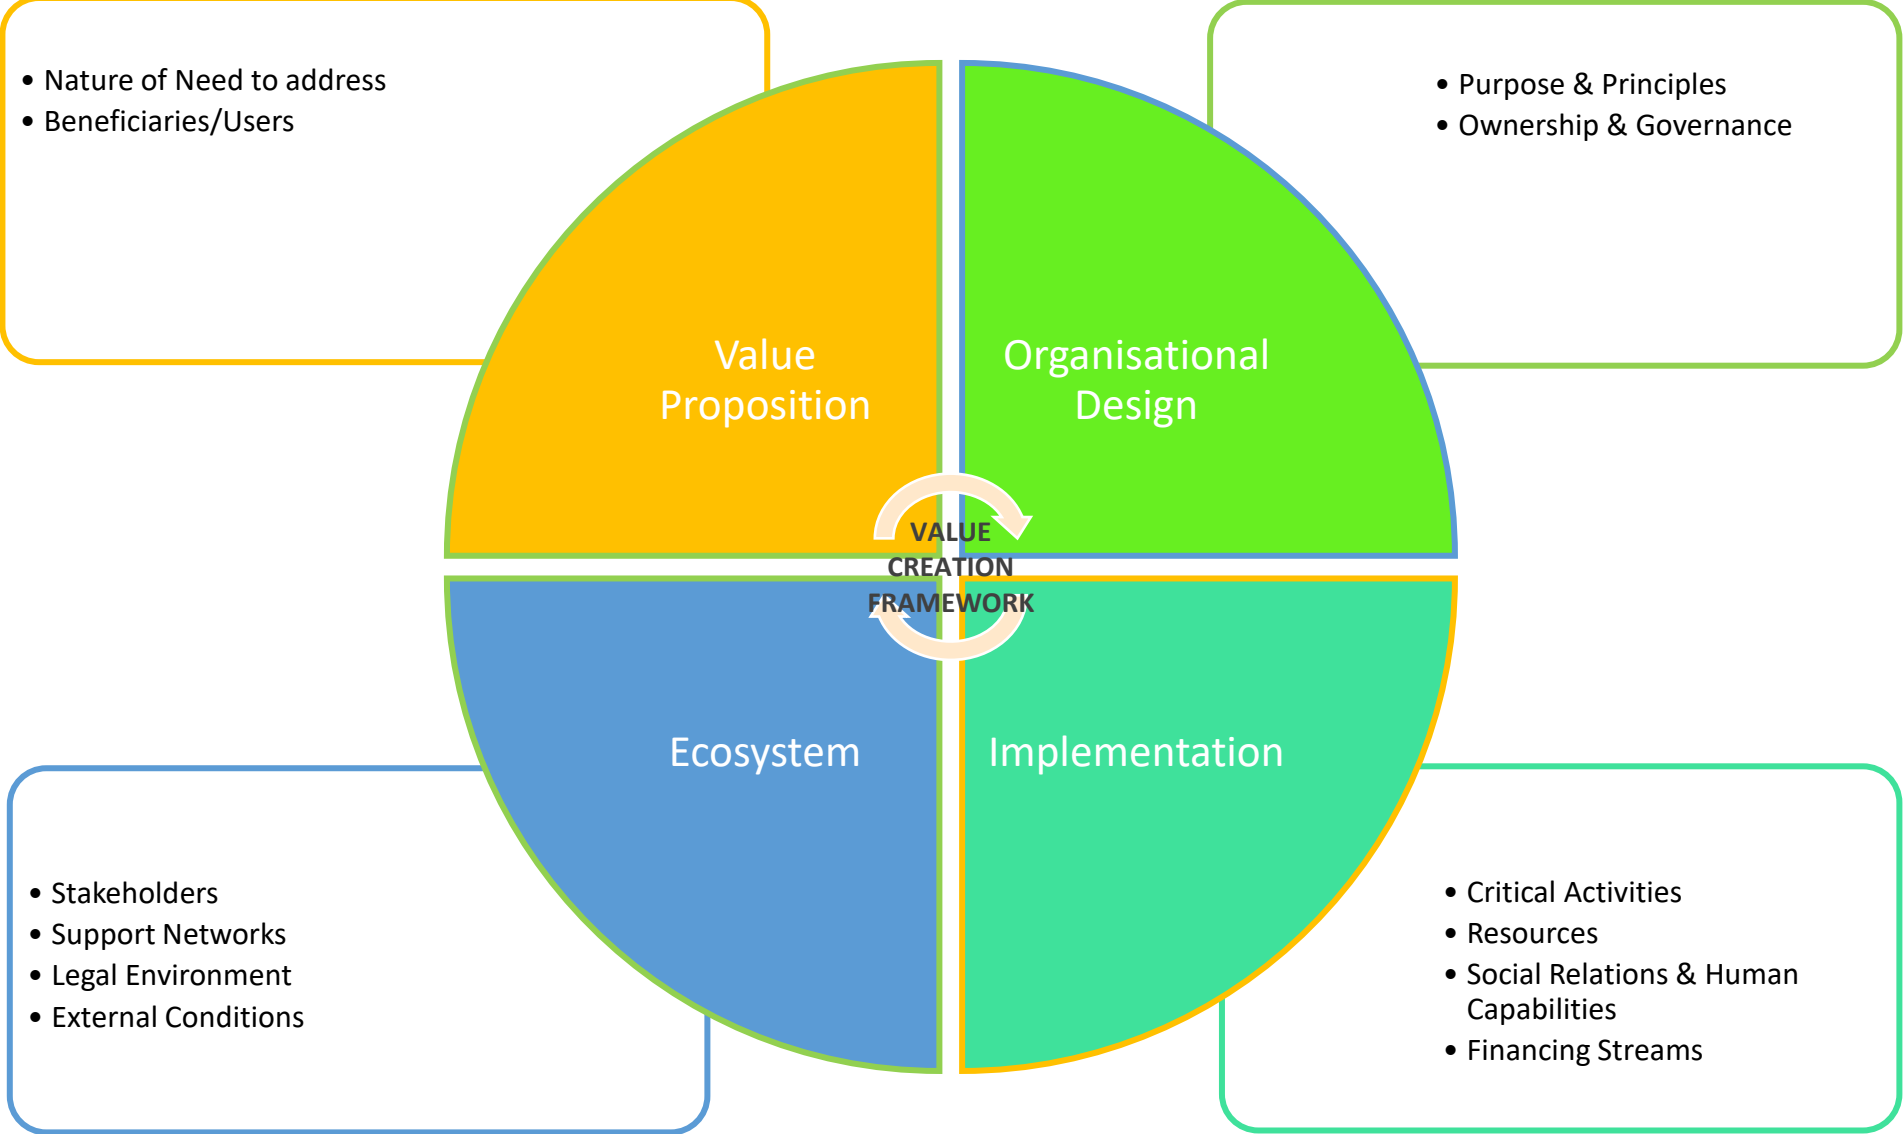 • Nature of Need to address
• Beneficiaries/Users
• Purpose & Principles
• Ownership & Governance
Value
Proposition
Organisational
Design
VALUE
CREATION
FRAMEWORK
Ecosystem
Implementation
• Stakeholders
• Support Networks
• Legal Environment
• External Conditions
• Critical Activities
• Resources
• Social Relations & Human
Capabilities
• Financing Streams